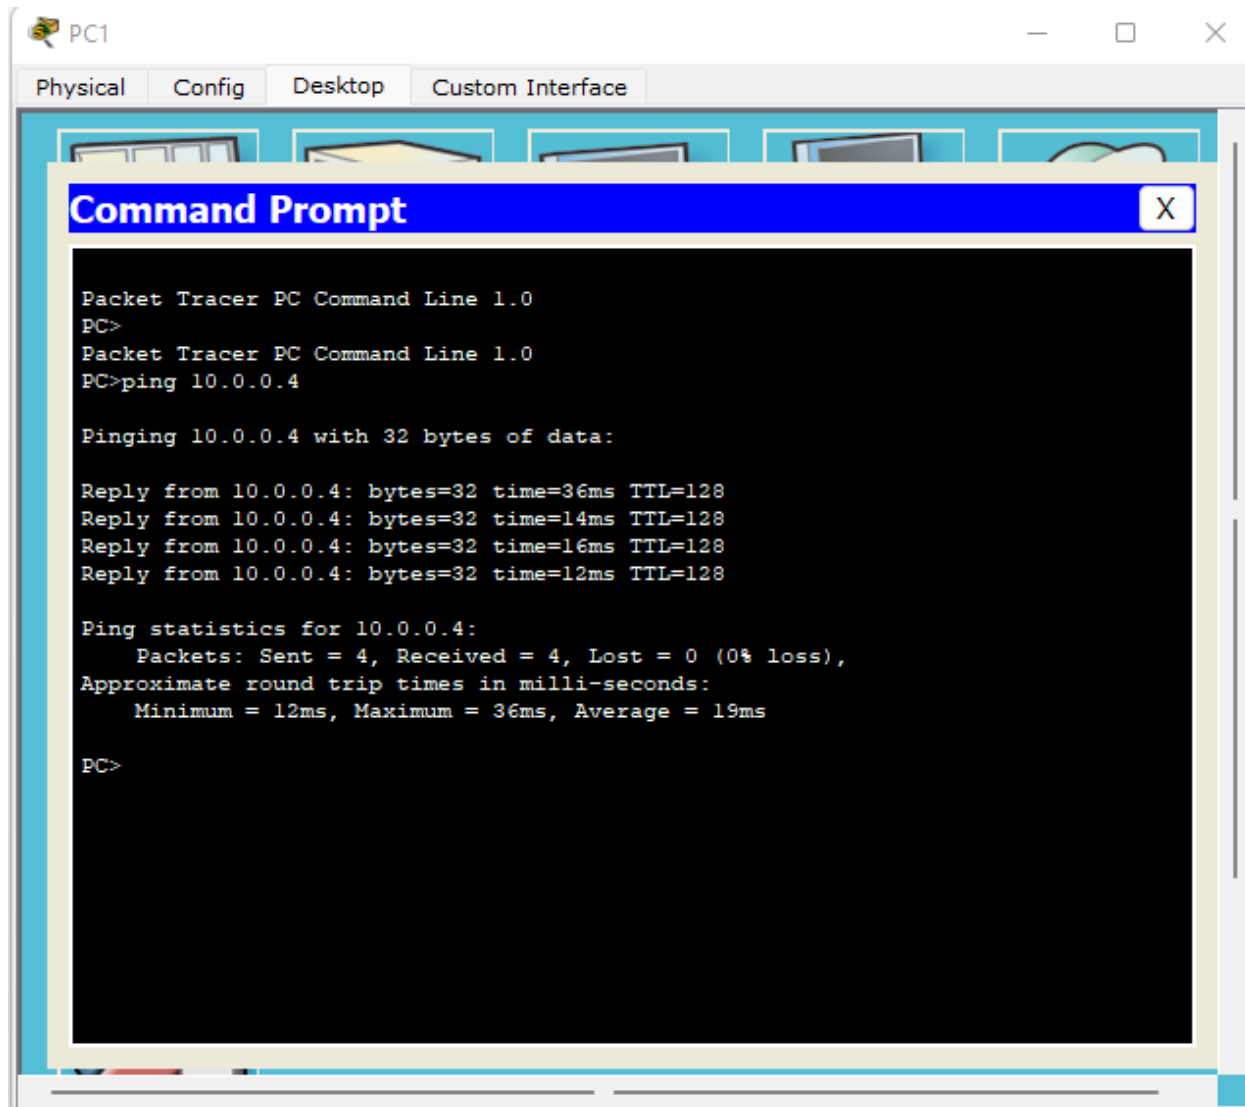 PC1
Physical Config Desktop Custom Interface
Command Prompt
X
Packet Tracer PC Command Line 1.0
PC>
Packet Tracer PC Command Line 1.0
PC>ping 10.0.0.4
Pinging 10.0.0.4 with 32 bytes of data:
Reply from 10.0.0.4: bytes=32 time=36ms TTL=128
Reply from 10.0.0.4: bytes=32 time=14ms TTL=128
Reply from 10.0.0.4: bytes=32 time=16ms TTL=128
Reply from 10.0.0.4: bytes=32 time=12ms TTL=128
Ping statistics for 10.0.0.4:
Packets: Sent = 4, Received = 4, Lost = 0 (0% loss),
Approximate round trip times in milli-seconds:
Minimum = 12ms, Maximum = 36ms, Average = 19ms
PC>